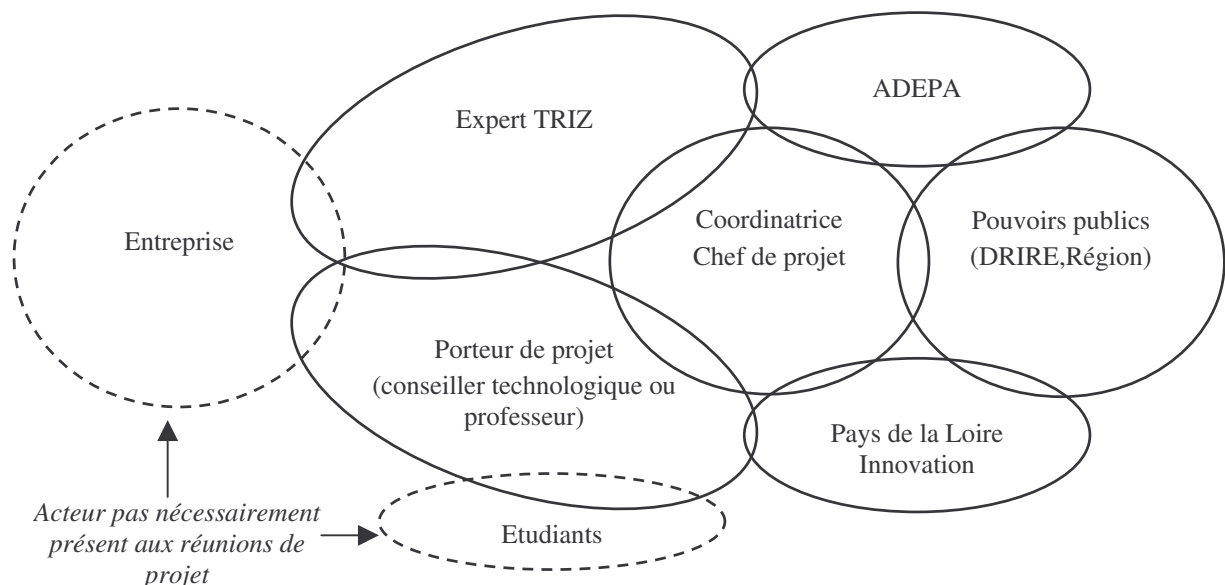 ADEPA
Expert TRIZ
Entreprise
Coordinatrice
Chef de projet
Pouvoirs publics
(DRIRE,Région)
Porteur de projet
(conseiller technologique ou
professeur)
Pays de la Loire
Innovation
Acteur pas nécessairement
présent aux réunions de
projet
Etudiants